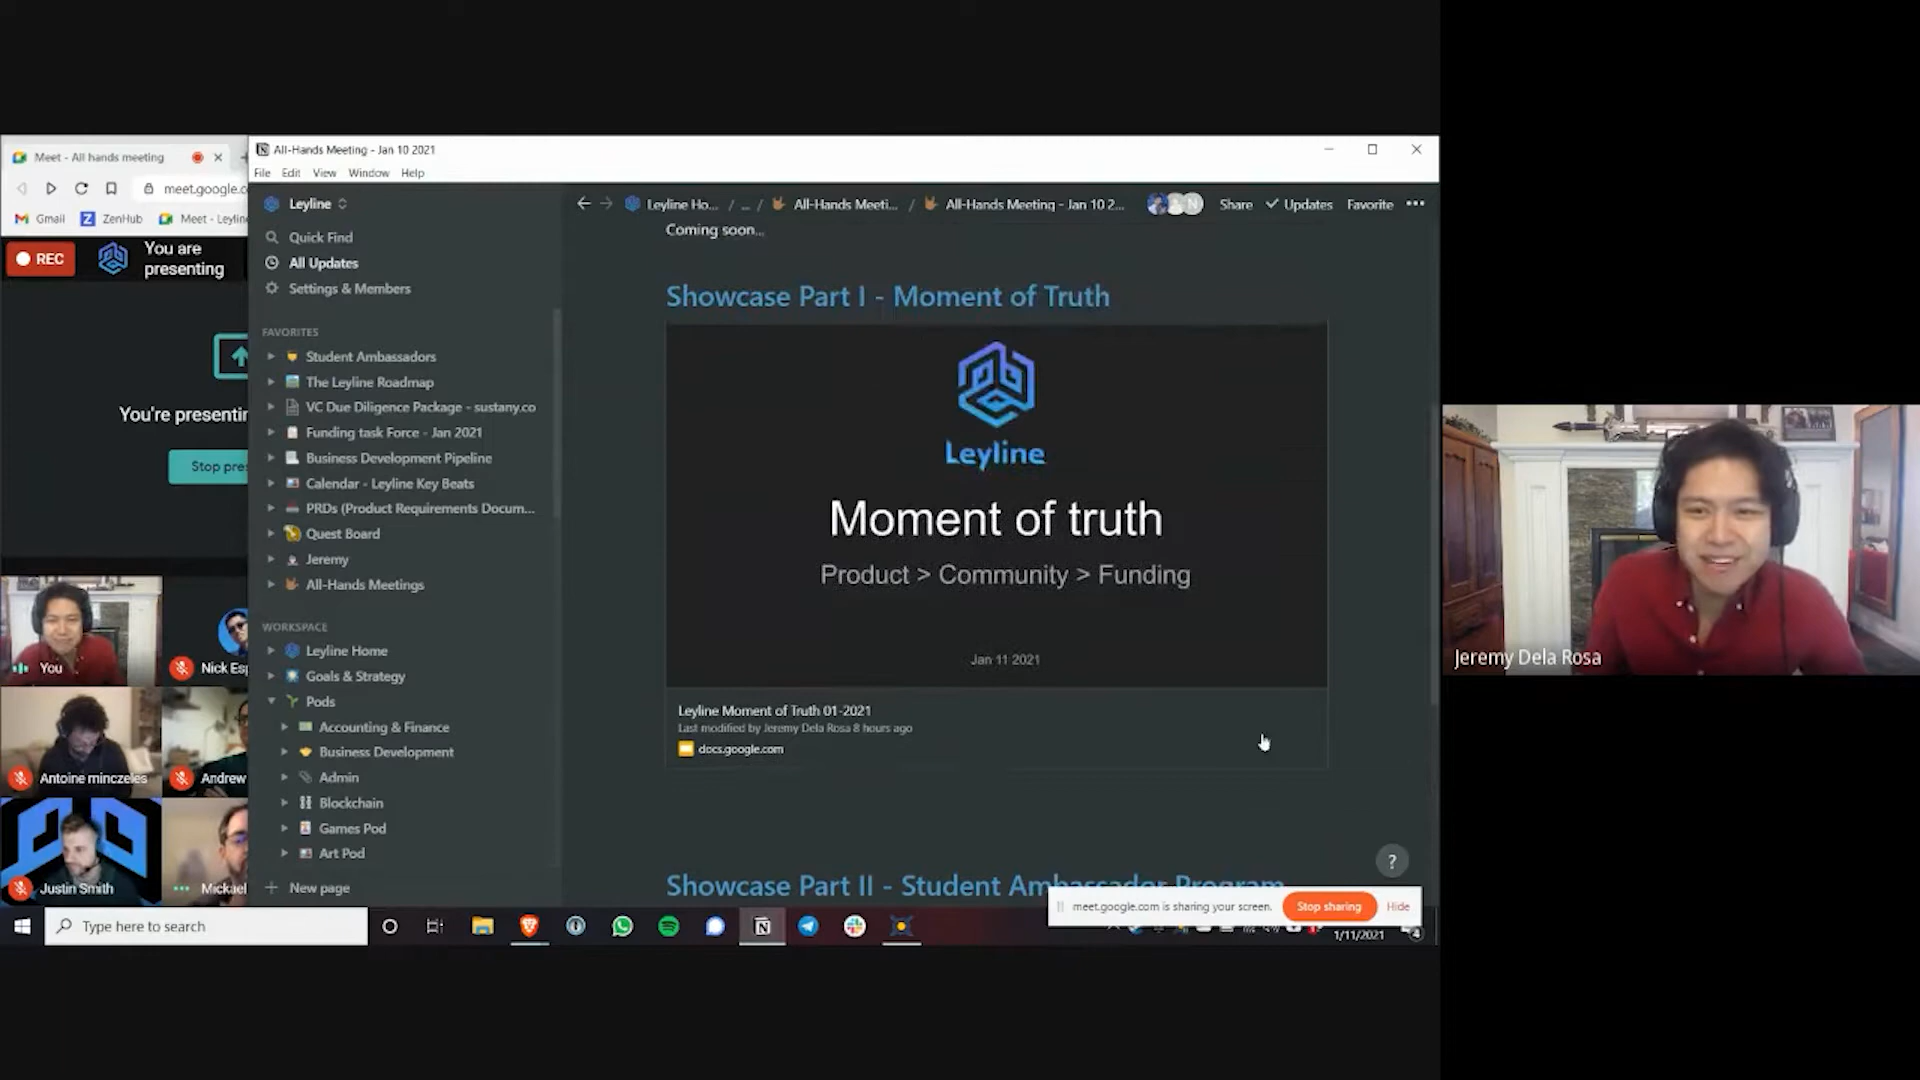 Meet - All hands meeting
meet.google.c
Gmail
ZenHub
Meet - Leylin
REC
You are
presenting
You're presentin
Stop pre
You
Nick Esp
Antoine minczeles
Andrew
Justin Smith
Mickael
All-Hands Meeting - Jan 10 2021
File Edit View Window Help
Leyline
Quick Find
All Updates
Settings & Members
FAVORITES
Student Ambassadors
The Leyline Roadmap
VC Due Diligence Package - sustany.co
Funding task Force - Jan 2021
Business Development Pipeline
Calendar - Leyline Key Beats
PRDs (Product Requirements Docum...
Quest Board
Jeremy
All-Hands Meetings
WORKSPACE
Leyline Home
Goals & Strategy
Pods
Accounting & Finance
Business Development
Admin
Blockchain
Games Pod
Art Pod
New page
Leyline Ho... / ... / All-Hands Meeti... / All-Hands Meeting - Jan 10 2...
N
Share Updates Favorite
Coming soon...
Showcase Part I - Moment of Truth
Leyline
Moment of truth
Product > Community > Funding
Jan 11 2021
Leyline Moment of Truth 01-2021
Last modified by Jeremy Dela Rosa 8 hours ago
docs.google.com
?
Showcase Part II - Student Ambassador Program
meet.google.com is sharing your screen. Stop sharing Hide
Type here to search
1/11/2021
4
Jeremy Dela Rosa